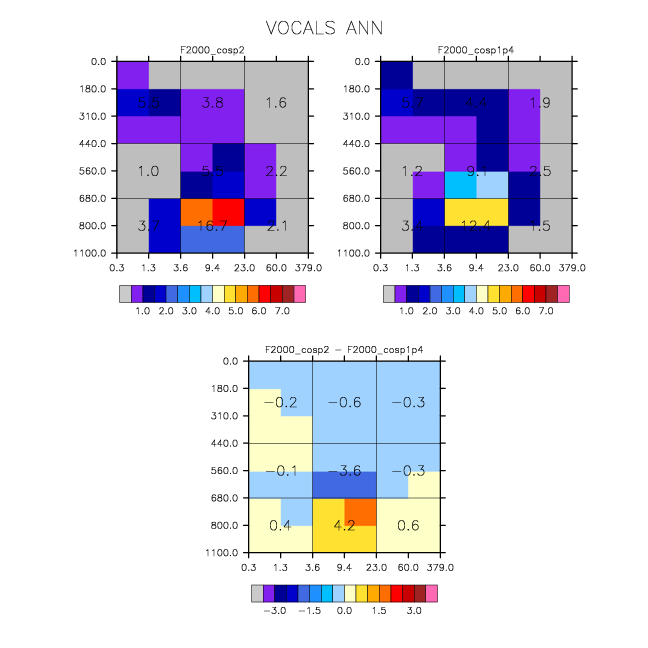 VOCALS ANN
F2000_cosp2
0.0
180.0
310.0
440.0
560.0
680.0
800.0
1100.0
5.5 3.8 1.6
1.0 5.5 2.2
3.7 16.7 2.1
0.3 1.3 3.6 9.4 23.0 60.0 379.0
1.0 2.0 3.0 4.0 5.0 6.0 7.0
F2000_cosp1p4
0.0
180.0
310.0
440.0
560.0
680.0
800.0
1100.0
5.7 4.4 1.9
1.2 9.1 2.5
3.4 12.4 1.5
0.3 1.3 3.6 9.4 23.0 60.0 379.0
1.0 2.0 3.0 4.0 5.0 6.0 7.0
F2000_cosp2 − F2000_cosp1p4
0.0
180.0
310.0
440.0
560.0
680.0
800.0
1100.0
−0.2 −0.6 −0.3
−0.1 −3.6 −0.3
0.4 4.2 0.6
0.3 1.3 3.6 9.4 23.0 60.0 379.0
−3.0 −1.5 0.0 1.5 3.0